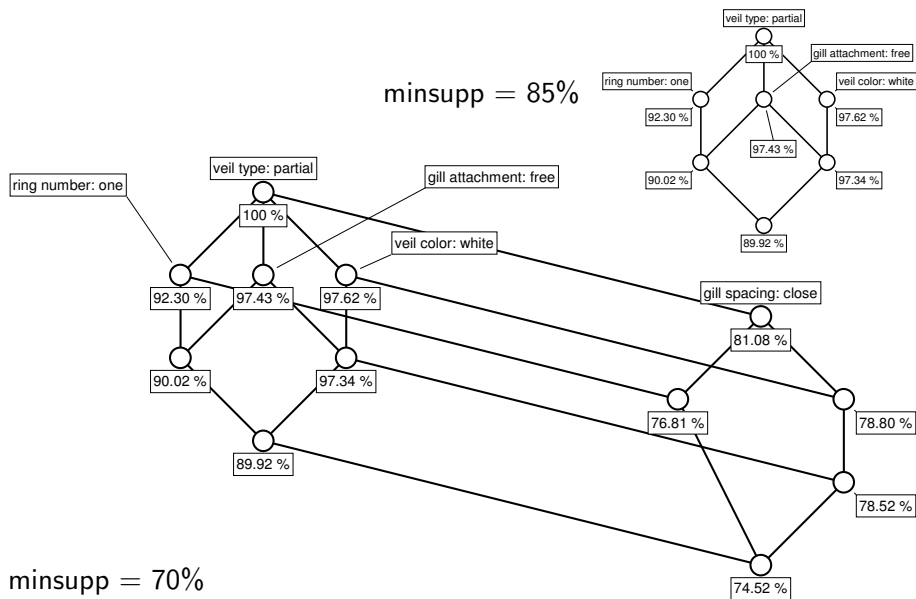 veil type: partial
100 %
gill attachment: free
ring number: one
veil color: white
minsupp = 85%
92.30 %
97.62 %
97.43 %
90.02 %
97.34 %
89.92 %
veil type: partial
ring number: one
gill attachment: free
100 %
veil color: white
92.30 %
97.43 %
97.62 %
gill spacing: close
81.08 %
90.02 %
97.34 %
76.81 %
78.80 %
89.92 %
78.52 %
minsupp = 70%
74.52 %